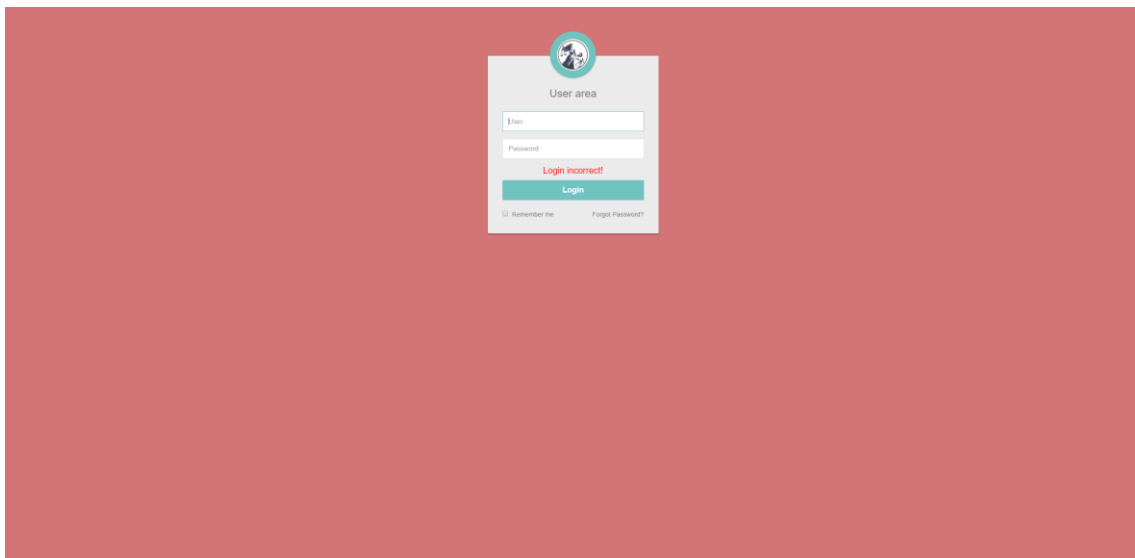 User area
User
Password
Login incorrect!
Login
Remember me Forgot Password?